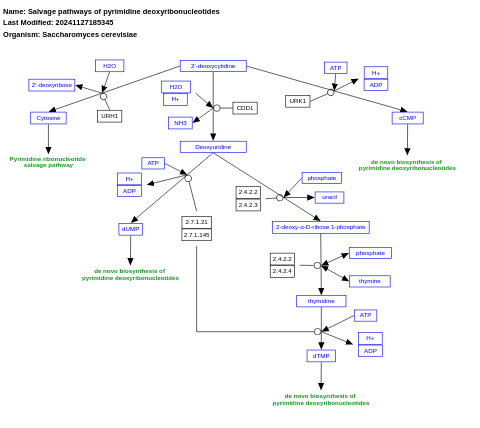 Name: Salvage pathways of pyrimidine deoxyribonucleotides
Last Modified: 20241127185345
Organism: Saccharomyces cerevisiae
H2O
2'-deoxycytidine
ATP
H+
ADP
2'-deoxyribose
H2O
H+
URK1
CDD1
URH1
Cytosine
NH3
cCMP
Deoxyuridine
Pyrimidine ribonucleotide
salvage pathway
de novo biosynthesis of
pyrimidine deoxyribonucleotides
ATP
H+
ADP
phosphate
2.4.2.2
2.4.2.3
uracil
2.7.1.21
2.7.1.145
dUMP
2-deoxy-α-D-ribose 1-phosphate
phosphate
2.4.2.2
2.4.2.4
de novo biosynthesis of
pyrimidine deoxyribonucleotides
thymine
thymidine
ATP
H+
ADP
dTMP
de novo biosynthesis of
pyrimidine deoxyribonucleotides